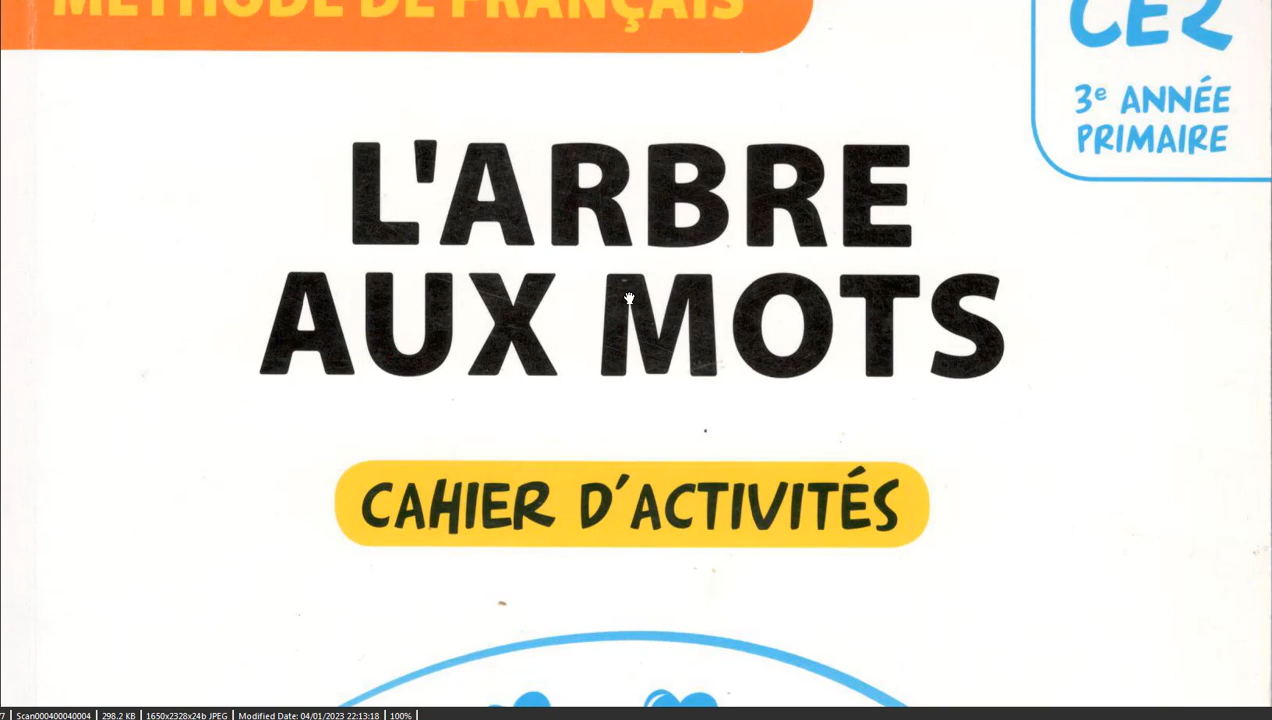 MÉTHODE DE FRANÇAIS
CE2
3e ANNÉE
PRIMAIRE
L'ARBRE
AUX MOTS
CAHIER D'ACTIVITÉS
7 | Scan000400040004 | 298.2 KB | 1650x2328x24b JPEG | Modified Date: 04/01/2023 22:13:18 | 100% |